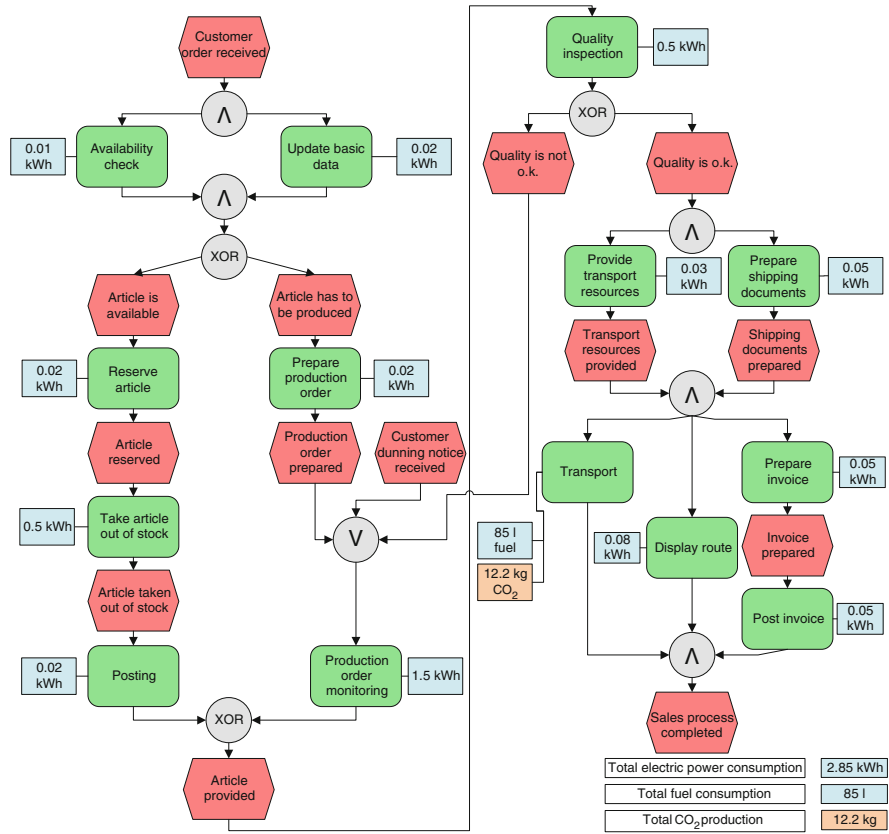 Customer
order received
Λ
0.01
kWh
Availability
check
Update basic
data
0.02
kWh
Λ
XOR
Article is
available
Article has to
be produced
0.02
kWh
Reserve
article
Prepare
production
order
0.02
kWh
Article
reserved
Production
order
prepared
Customer
dunning notice
received
0.5 kWh
Take article
out of stock
V
Article taken
out of stock
0.02
kWh
Posting
Production
order
monitoring
1.5 kWh
XOR
Article
provided
Quality
inspection
0.5 kWh
XOR
Quality is not
o.k.
Quality is o.k.
Λ
Provide
transport
resources
0.03
kWh
Prepare
shipping
documents
0.05
kWh
Transport
resources
provided
Shipping
documents
prepared
Λ
Transport
Prepare
invoice
0.05
kWh
85 l
fuel
12.2 kg
CO2
0.08
kWh
Display route
Invoice
prepared
Post invoice
0.05
kWh
Λ
Sales process
completed
Total electric power consumption
2.85 kWh
Total fuel consumption
85 l
Total CO2 production
12.2 kg